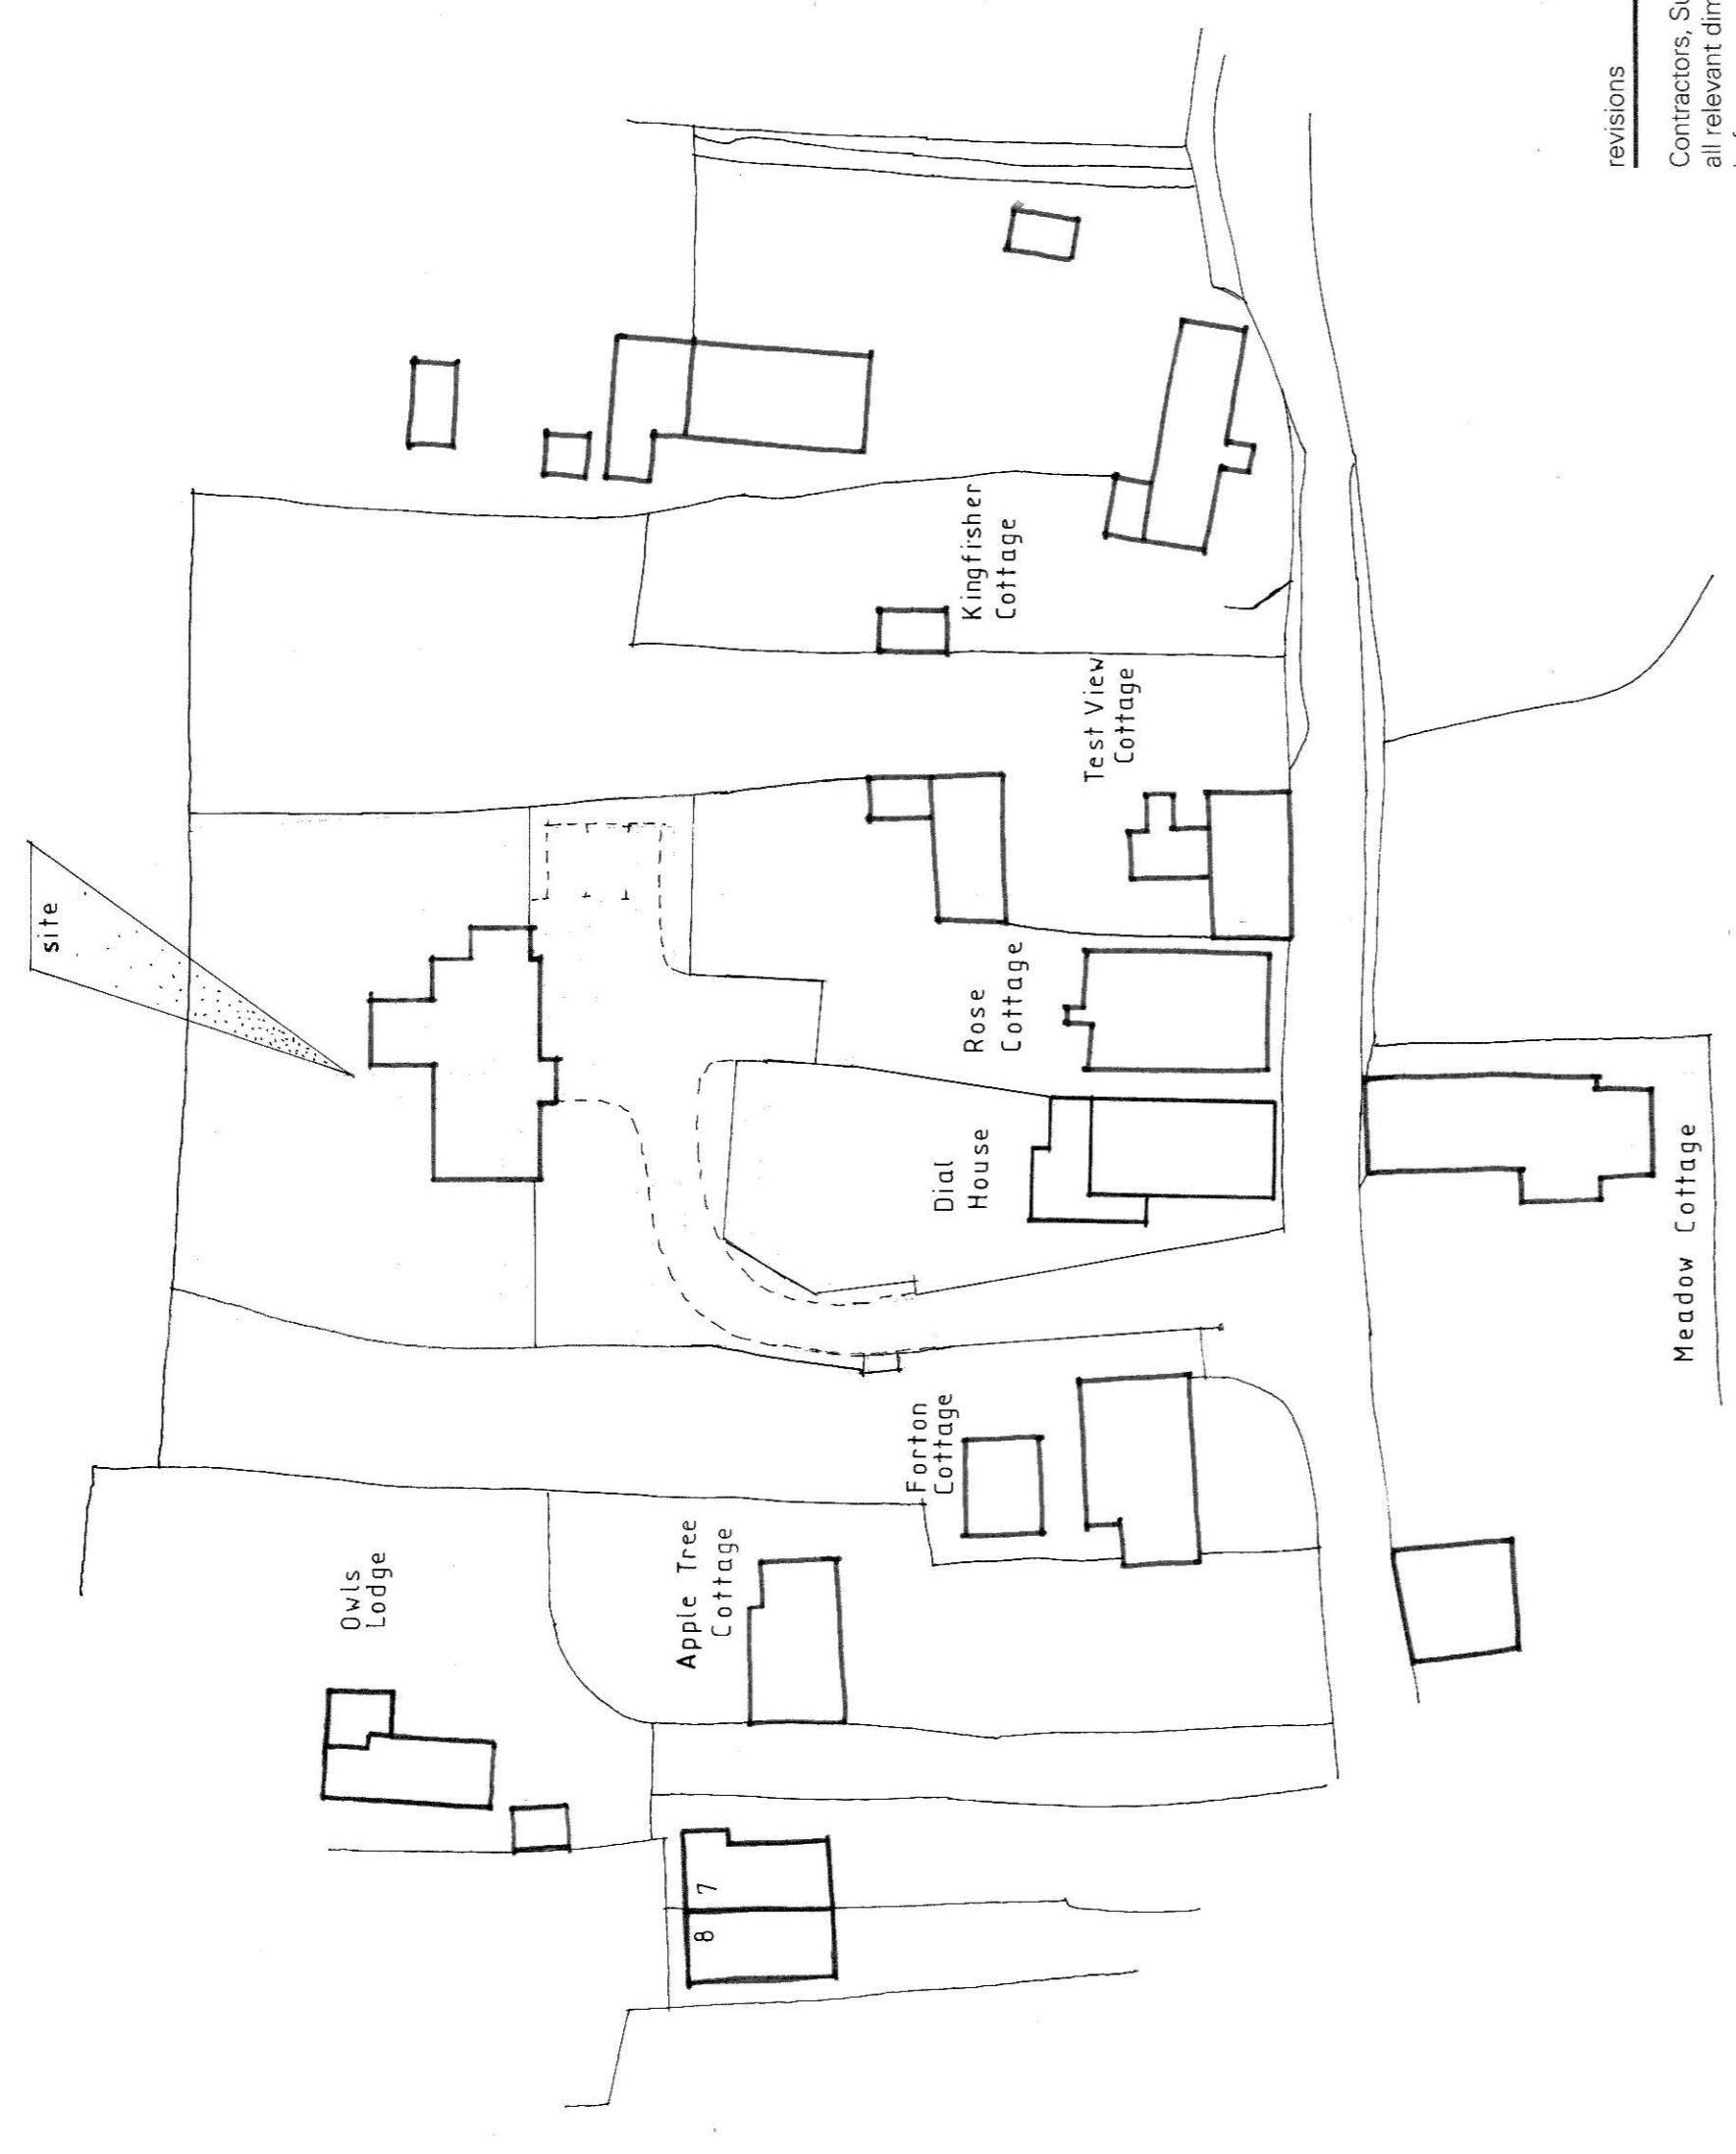 site
Kingfisher
Cottage
Test View
Cottage
Rose
Cottage
Dial
House
Meadow Cottage
Forton
Cottage
Apple Tree
Cottage
Owls
Lodge
7
8
revisions
Contractors, Su
all relevant dim